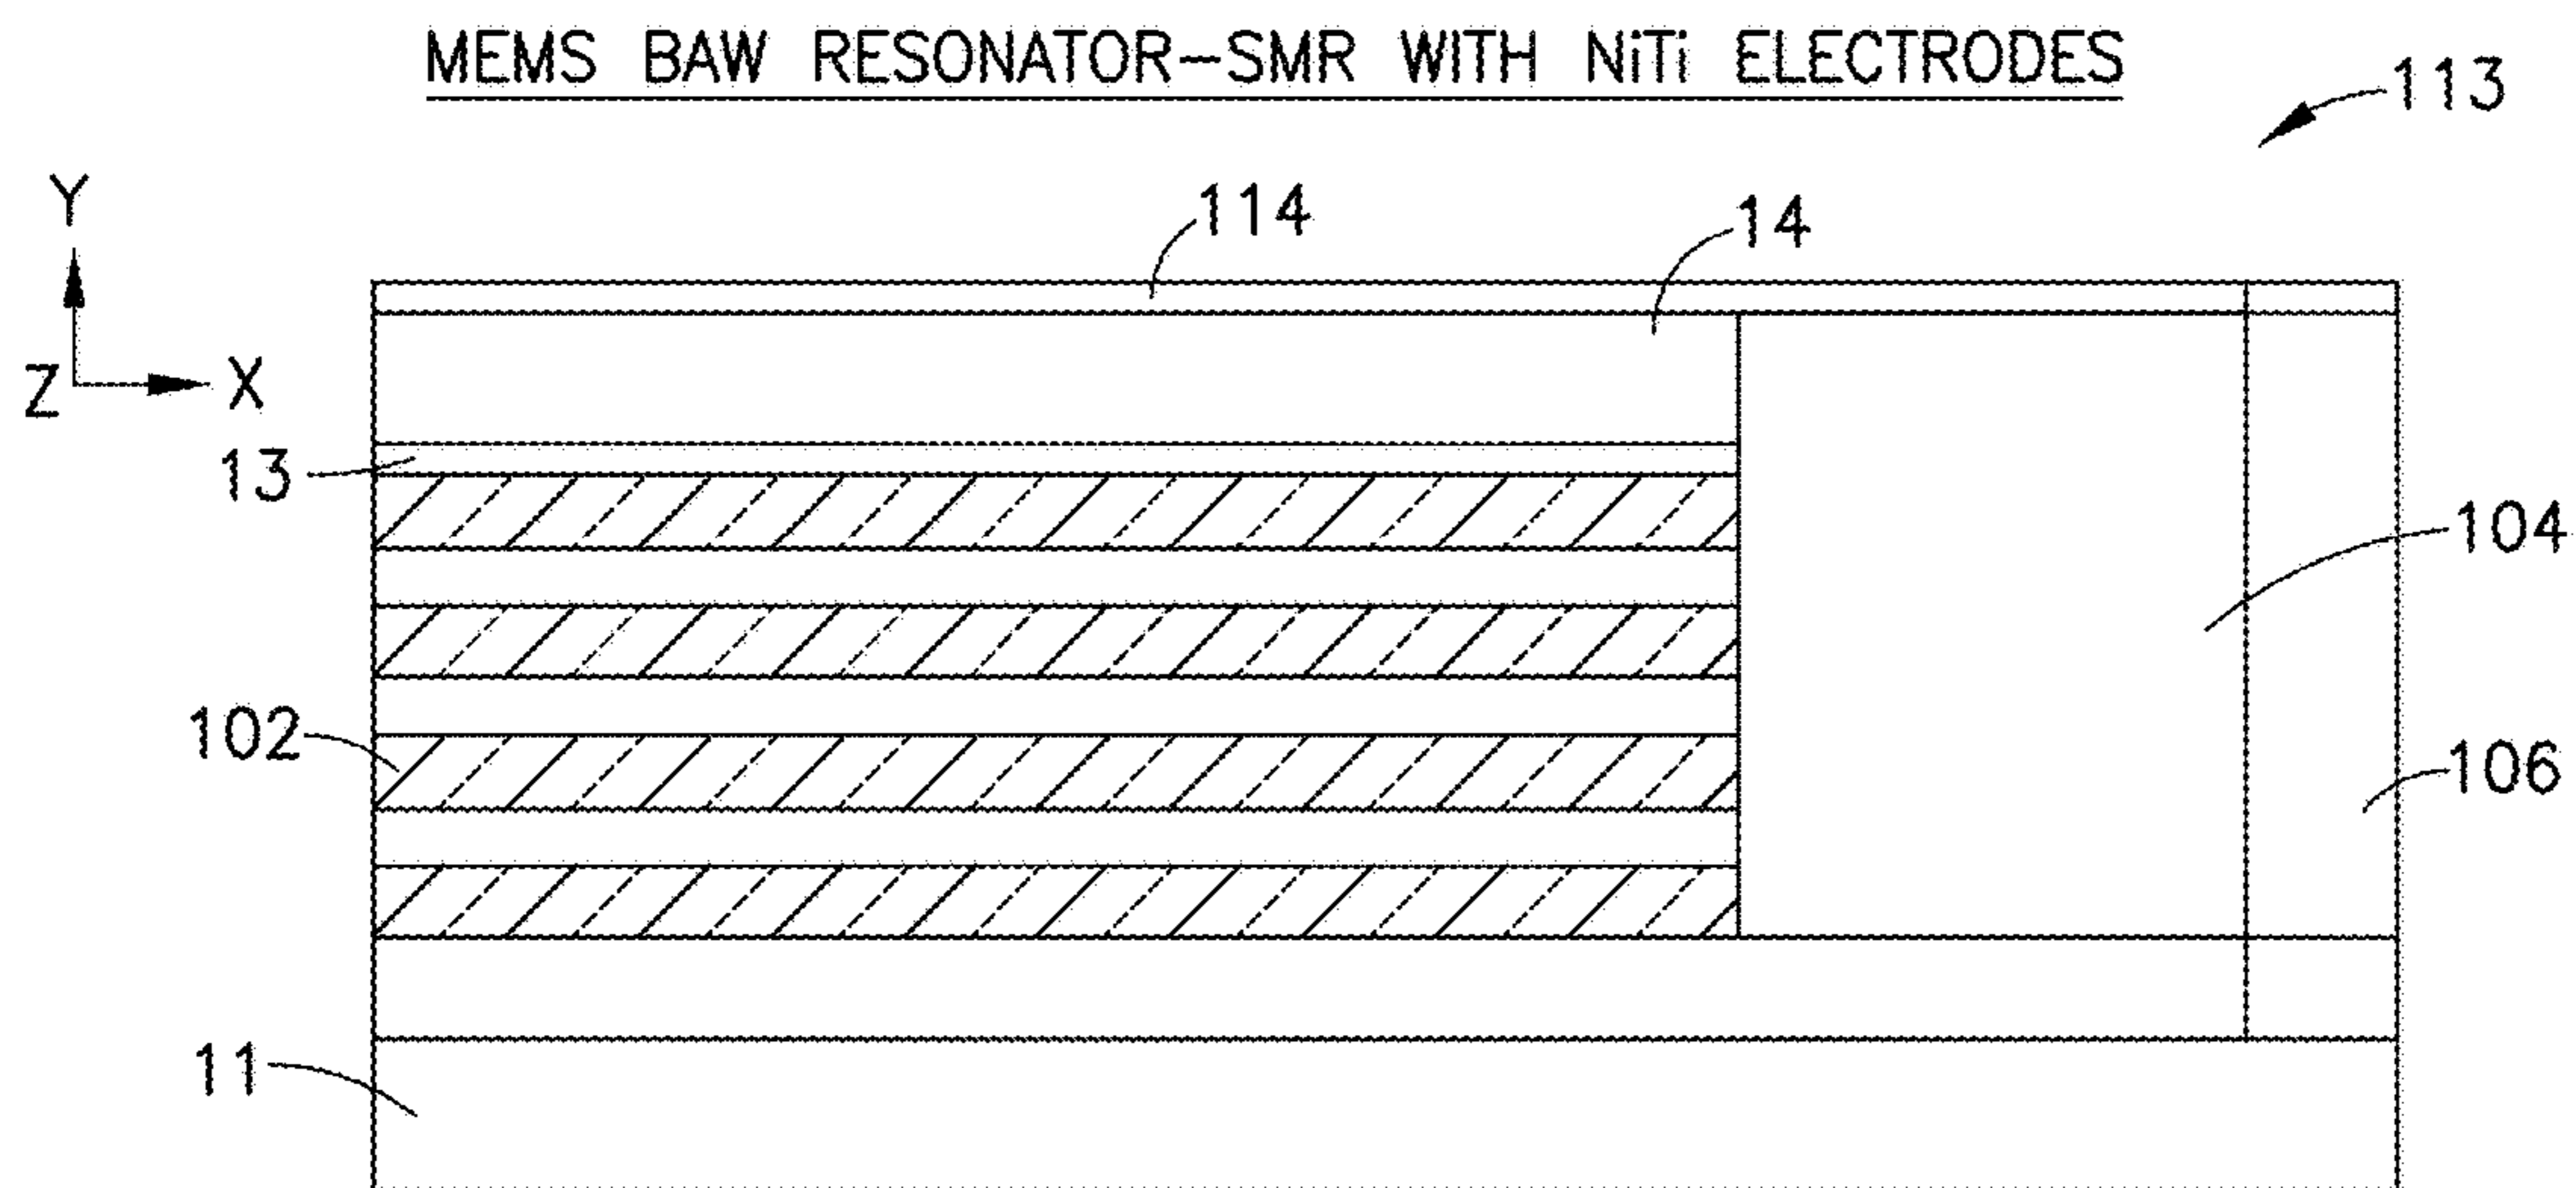 MEMS BAW RESONATOR-SMR WITH NiTi ELECTRODES
113
Y
114
14
Z
X
13
104
102
106
11